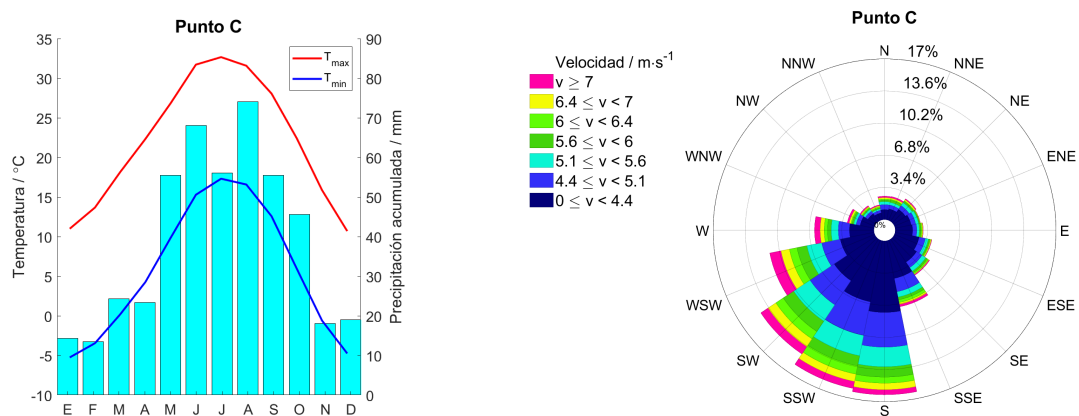 Punto C
Temperatura / °C
35
30
25
20
15
10
5
0
-5
-10
E F M A M J J A S O N D
T_max
T_min
90
80
70
60
50
40
30
20
10
0
Precipitación acumulada / mm
Velocidad / m·s⁻¹
v ≥ 7
6.4 ≤ v < 7
6 ≤ v < 6.4
5.6 ≤ v < 6
5.1 ≤ v < 5.6
4.4 ≤ v < 5.1
0 ≤ v < 4.4
Punto C
N
NNE
NE
ENE
E
ESE
SE
SSE
S
SSW
SW
WSW
W
WNW
NW
NNW
17%
13.6%
10.2%
6.8%
3.4%
0%